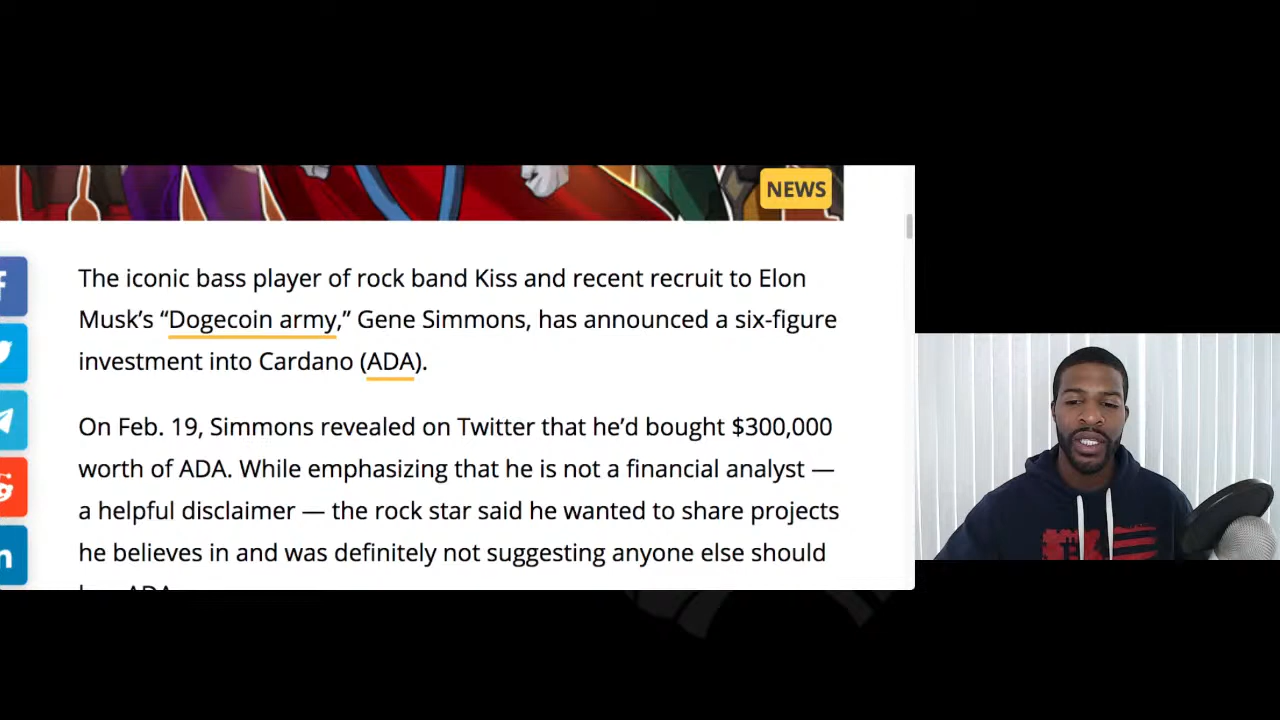 NEWS
The iconic bass player of rock band Kiss and recent recruit to Elon
Musk’s “Dogecoin army,” Gene Simmons, has announced a six-figure
investment into Cardano (ADA).
On Feb. 19, Simmons revealed on Twitter that he’d bought $300,000
worth of ADA. While emphasizing that he is not a financial analyst —
a helpful disclaimer — the rock star said he wanted to share projects
he believes in and was definitely not suggesting anyone else should